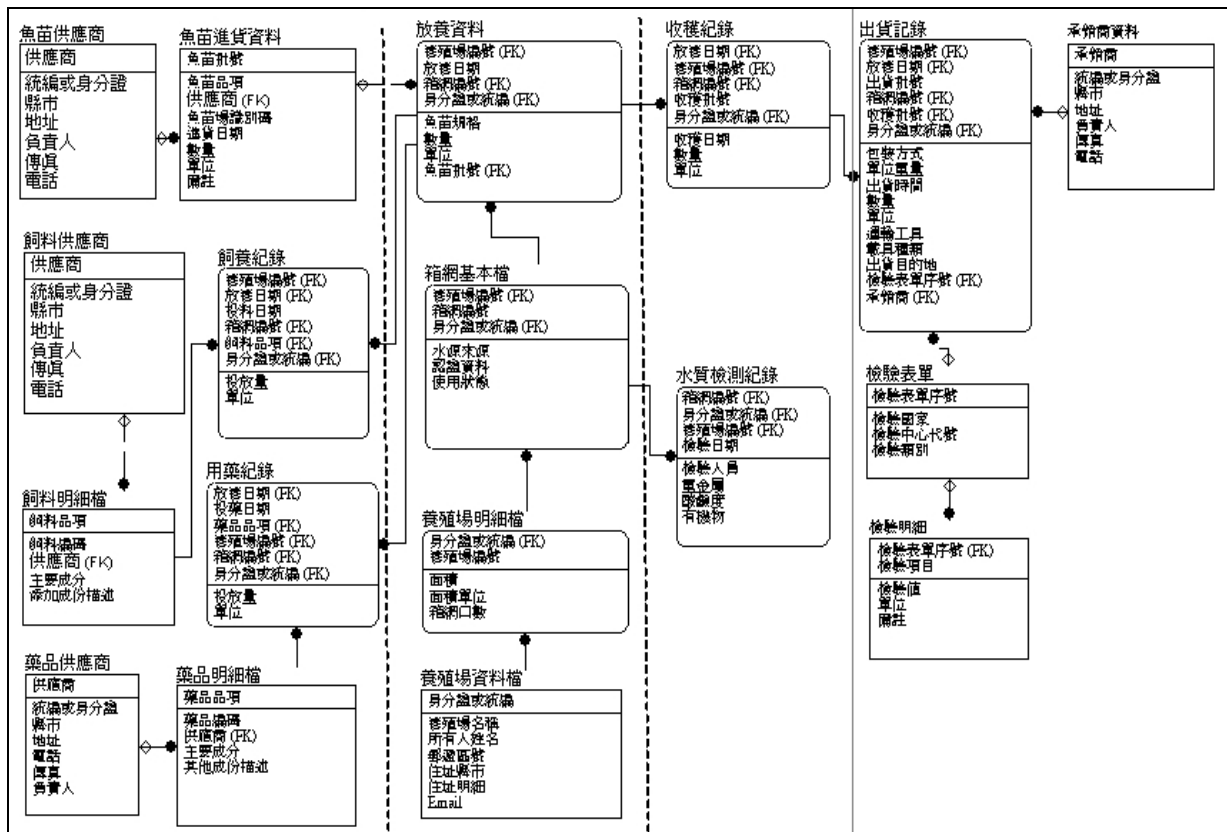 魚苗供應商
供應商
統編或身分證
縣市
地址
負責人
傳真
電話
魚苗進貨資料
魚苗批號
魚苗品項
供應商 (FK)
魚苗場識別碼
進貨日期
數量
單位
備註
放養資料
養殖場編號 (FK)
放養日期
箱網編號 (FK)
身分證或統編 (FK)
魚苗規格
數量
單位
魚苗批號 (FK)
收穫紀錄
放養日期 (FK)
養殖場編號 (FK)
箱網編號 (FK)
收穫批號
身分證或統編 (FK)
收穫日期
數量
單位
出貨記錄
養殖場編號 (FK)
放養日期 (FK)
出貨批號
箱網編號 (FK)
收穫批號 (FK)
身分證或統編 (FK)
包裝方式
單位重量
出貨時間
數量
單位
運輸工具
載具種類
出貨目的地
檢驗表單序號 (FK)
承銷商 (FK)
承銷商資料
承銷商
統編或身分證
縣市
地址
負責人
傳真
電話
飼料供應商
供應商
統編或身分證
縣市
地址
負責人
傳真
電話
飼養紀錄
養殖場編號 (FK)
放養日期 (FK)
投料日期
箱網編號 (FK)
飼料品項 (FK)
身分證或統編 (FK)
投放量
單位
箱網基本檔
養殖場編號 (FK)
箱網編號
身分證或統編 (FK)
水源來源
認證資料
使用狀態
水質檢測紀錄
箱網編號 (FK)
身分證或統編 (FK)
養殖場編號 (FK)
檢驗日期
檢驗人員
重金屬
酸鹼度
有機物
檢驗表單
檢驗表單序號
檢驗國家
檢驗中心代號
檢驗類別
飼料明細檔
飼料品項
飼料編碼
供應商 (FK)
主要成分
添加成份描述
用藥紀錄
放養日期 (FK)
投藥日期
藥品品項 (FK)
養殖場編號 (FK)
箱網編號 (FK)
身分證或統編 (FK)
投放量
單位
養殖場明細檔
身分證或統編 (FK)
養殖場編號
面積
面積單位
箱網口數
檢驗明細
檢驗表單序號 (FK)
檢驗項目
檢驗值
單位
備註
藥品供應商
供應商
統編或身分證
縣市
地址
電話
傳真
負責人
藥品明細檔
藥品品項
藥品編碼
供應商 (FK)
主要成分
其他成份描述
養殖場資料檔
身分證或統編
養殖場名稱
所有人姓名
郵遞區號
住址縣市
住址明細
Email